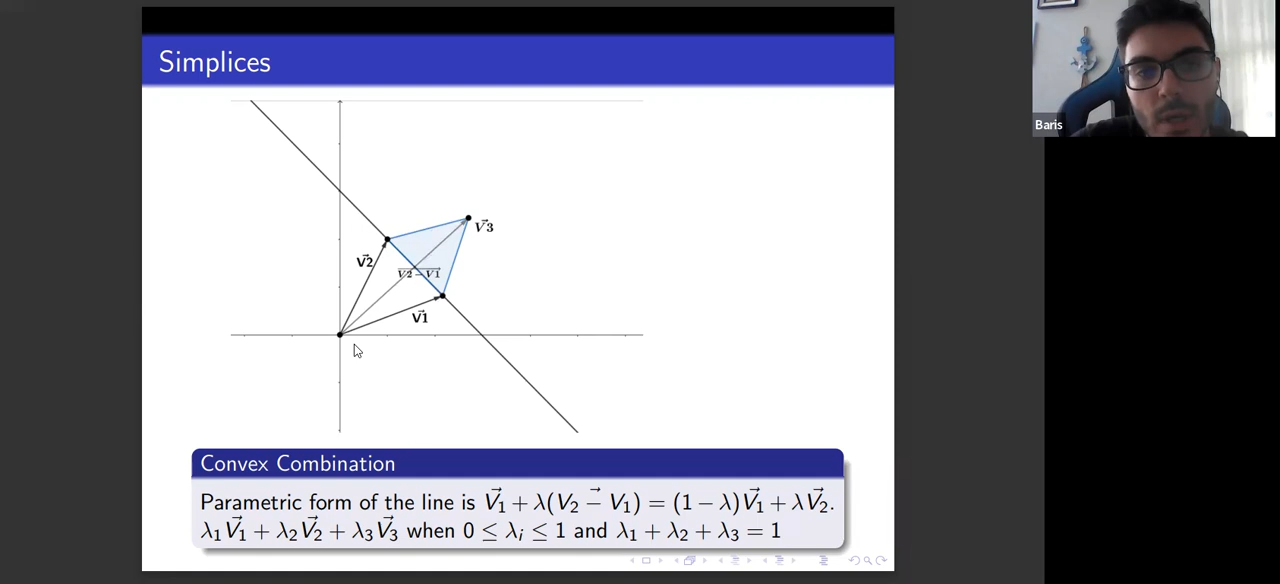 Simplices
Baris
V⃗3
V⃗2
V2 − V1
V⃗1
Convex Combination
Parametric form of the line is V⃗₁ + λ(V₂ −⃗ V₁) = (1 − λ)V⃗₁ + λV⃗₂.
λ₁V⃗₁ + λ₂V⃗₂ + λ₃V⃗₃ when 0 ≤ λᵢ ≤ 1 and λ₁ + λ₂ + λ₃ = 1